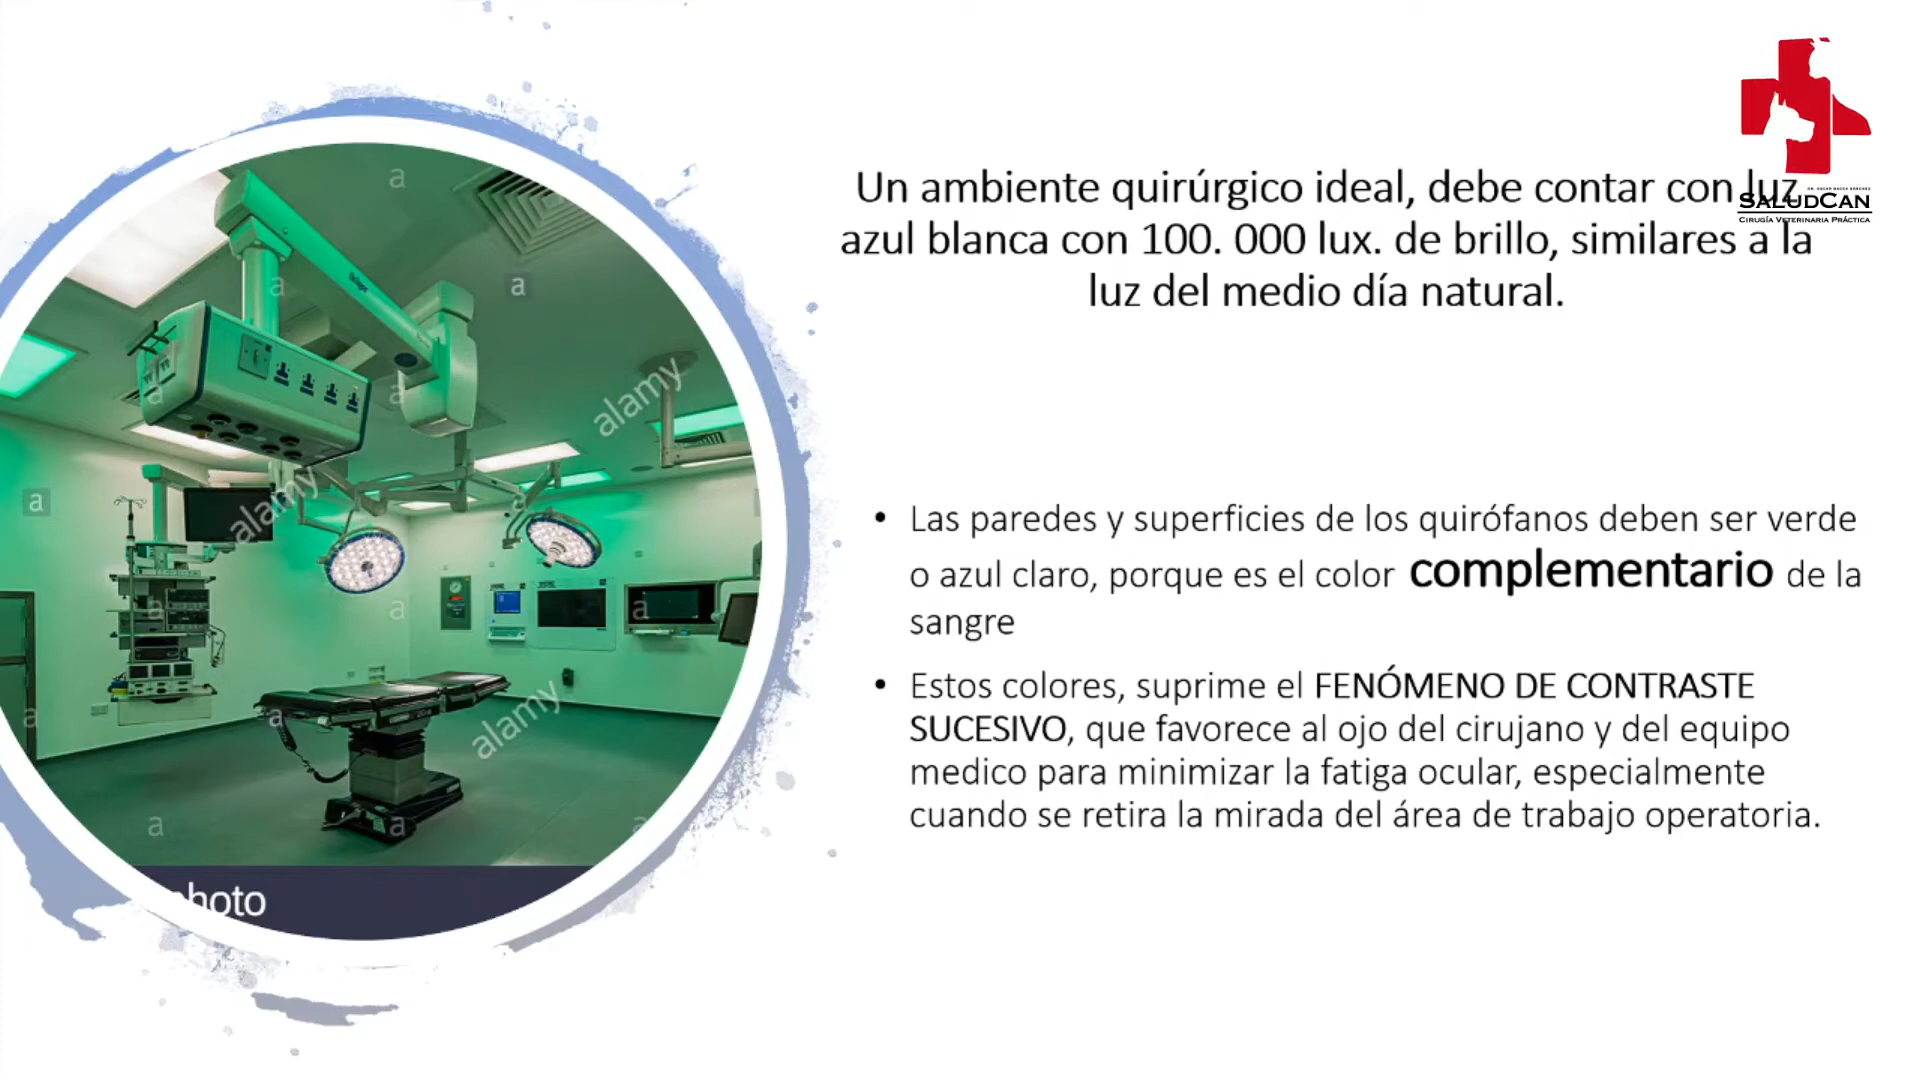 Un ambiente quirúrgico ideal, debe contar con luz
azul blanca con 100. 000 lux. de brillo, similares a la
luz del medio día natural.
SALUDCAN
CIRUGÍA VETERINARIA PRÁCTICA
• Las paredes y superficies de los quirófanos deben ser verde
o azul claro, porque es el color complementario de la
sangre
• Estos colores, suprime el FENÓMENO DE CONTRASTE
SUCESIVO, que favorece al ojo del cirujano y del equipo
medico para minimizar la fatiga ocular, especialmente
cuando se retira la mirada del área de trabajo operatoria.
a
a
a
a
a
alamy
a
alamy
a
a
a
a
a
alamy
a
a
photo